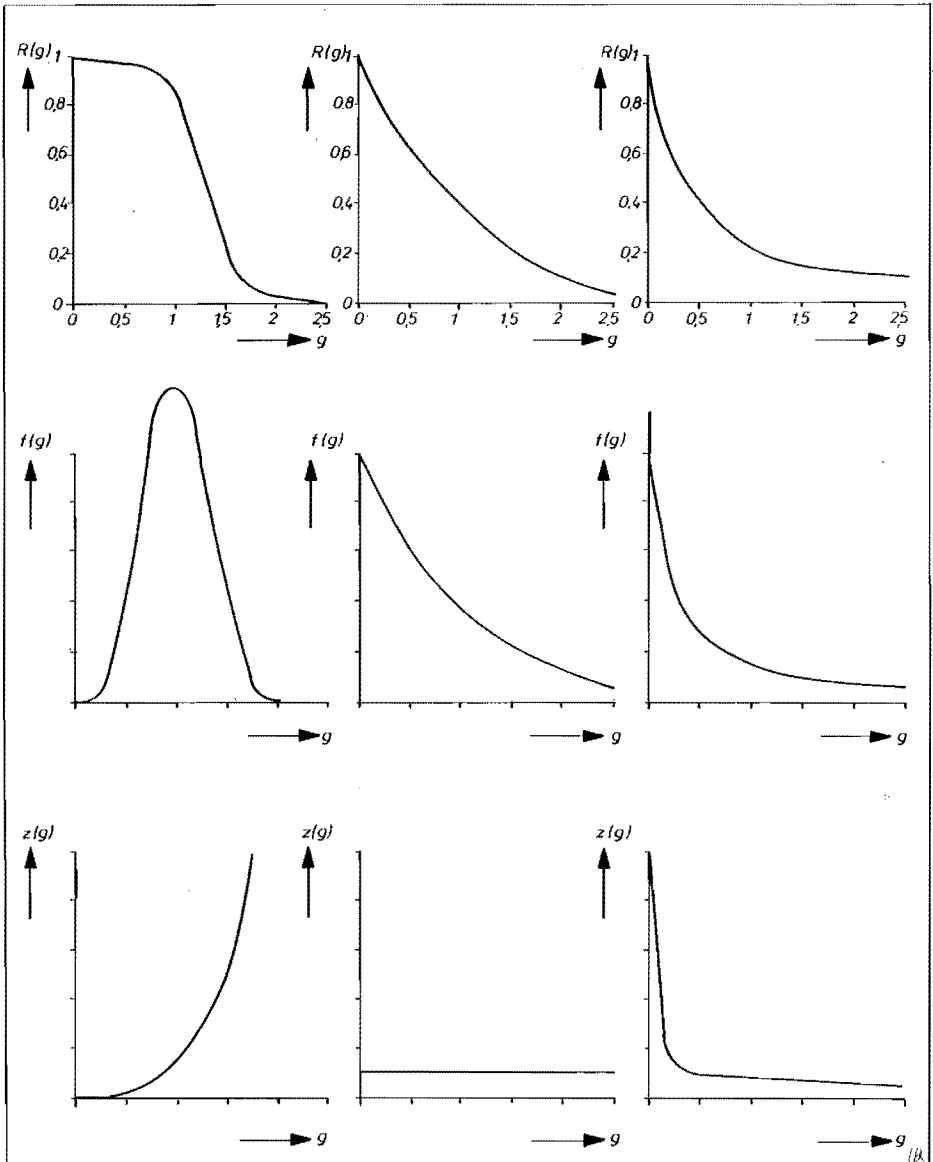 R(g) 1 R(g) 1 R(g) 1
0,8 0,8 0,8
0,6 0,6 0,6
0,4 0,4 0,4
0,2 0,2 0,2
0 0 0
0 0,5 1 1,5 2 2,5 0 0,5 1 1,5 2 2,5 0 0,5 1 1,5 2 2,5
g g g
f(g) f(g) f(g)
g g g
z(g) z(g) z(g)
g g g